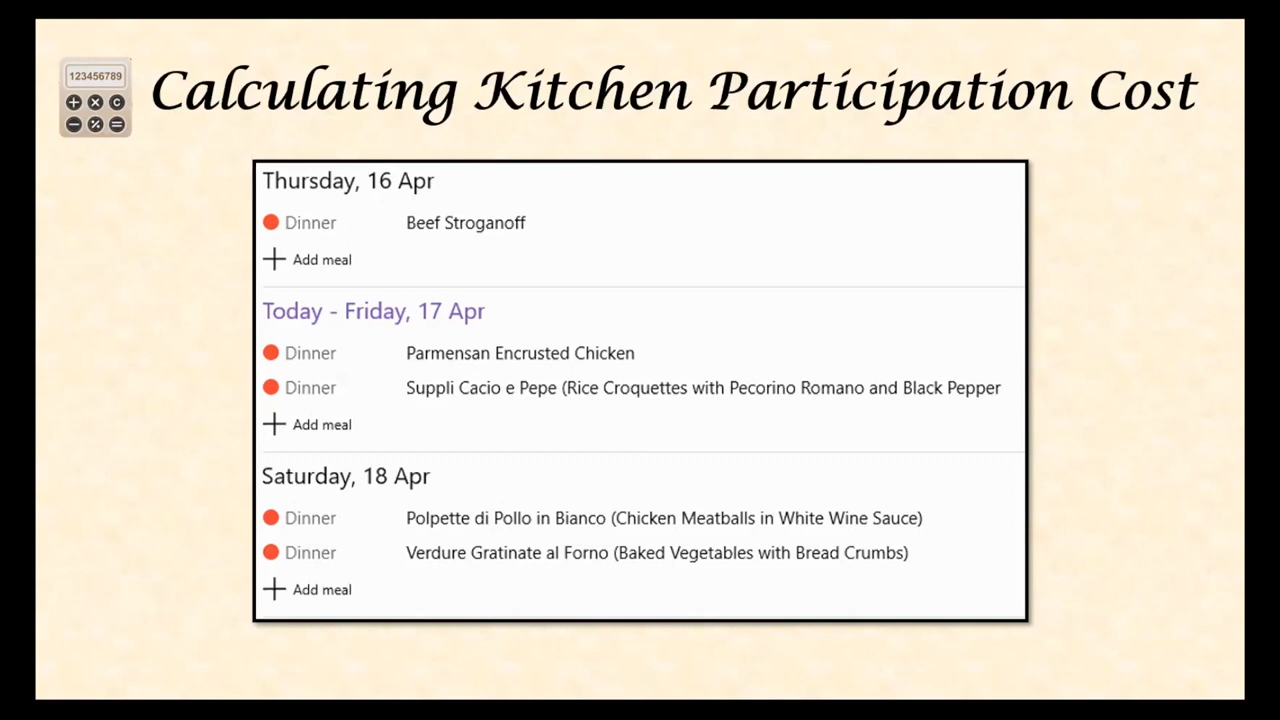 123456789
Calculating Kitchen Participation Cost
Thursday, 16 Apr
Dinner Beef Stroganoff
Add meal
Today - Friday, 17 Apr
Dinner Parmensan Encrusted Chicken
Dinner Suppli Cacio e Pepe (Rice Croquettes with Pecorino Romano and Black Pepper
Add meal
Saturday, 18 Apr
Dinner Polpette di Pollo in Bianco (Chicken Meatballs in White Wine Sauce)
Dinner Verdure Gratinate al Forno (Baked Vegetables with Bread Crumbs)
Add meal